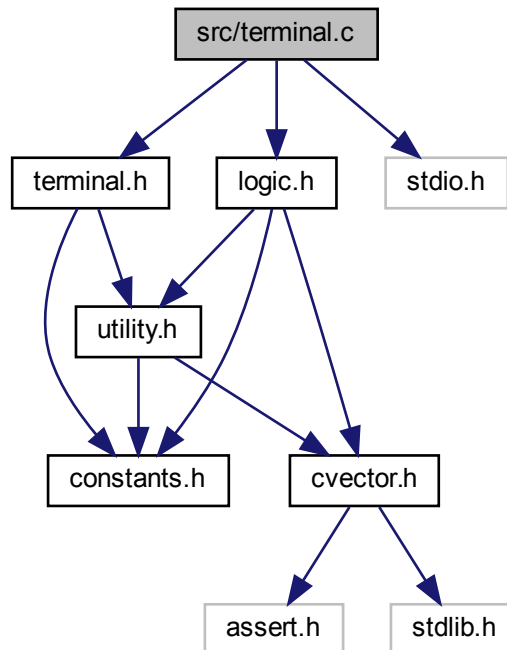 src/terminal.c
terminal.h
logic.h
stdio.h
utility.h
constants.h
cvector.h
assert.h
stdlib.h